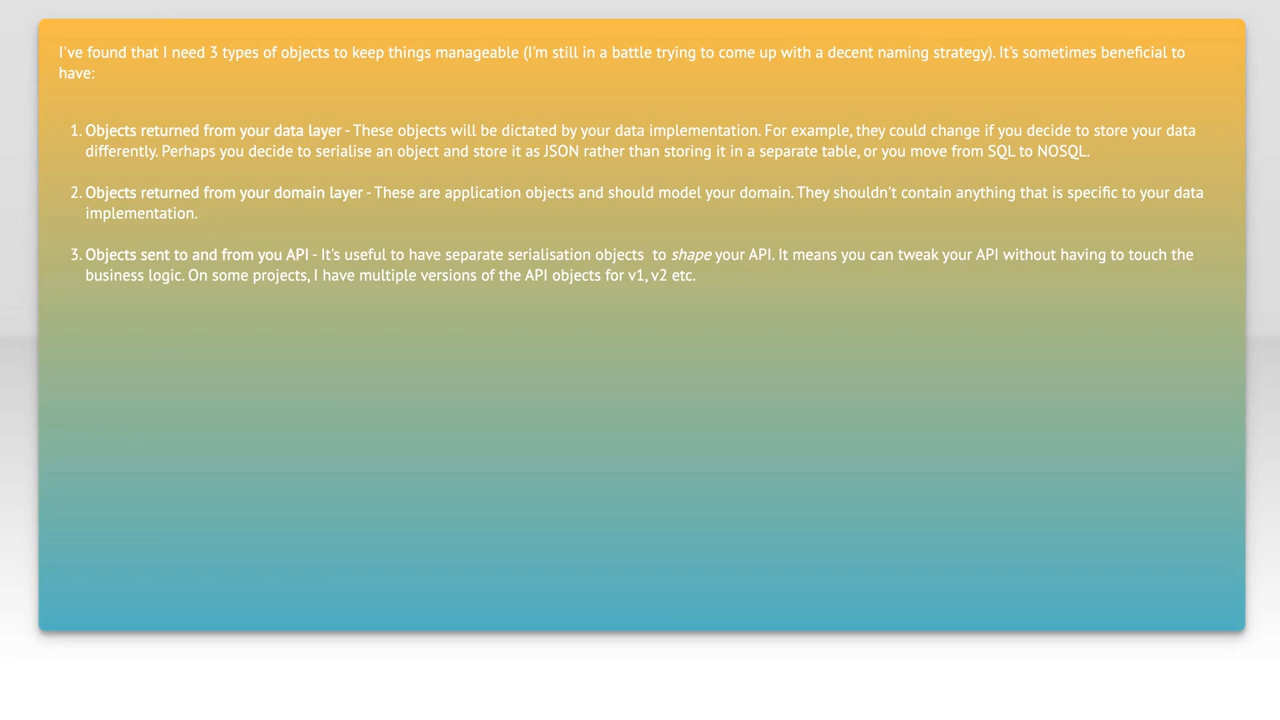 I've found that I need 3 types of objects to keep things manageable (I'm still in a battle trying to come up with a decent naming strategy). It's sometimes beneficial to
have:
1. Objects returned from your data layer - These objects will be dictated by your data implementation. For example, they could change if you decide to store your data
differently. Perhaps you decide to serialise an object and store it as JSON rather than storing it in a separate table, or you move from SQL to NOSQL.
2. Objects returned from your domain layer - These are application objects and should model your domain. They shouldn't contain anything that is specific to your data
implementation.
3. Objects sent to and from you API - It's useful to have separate serialisation objects  to shape your API. It means you can tweak your API without having to touch the
business logic. On some projects, I have multiple versions of the API objects for v1, v2 etc.